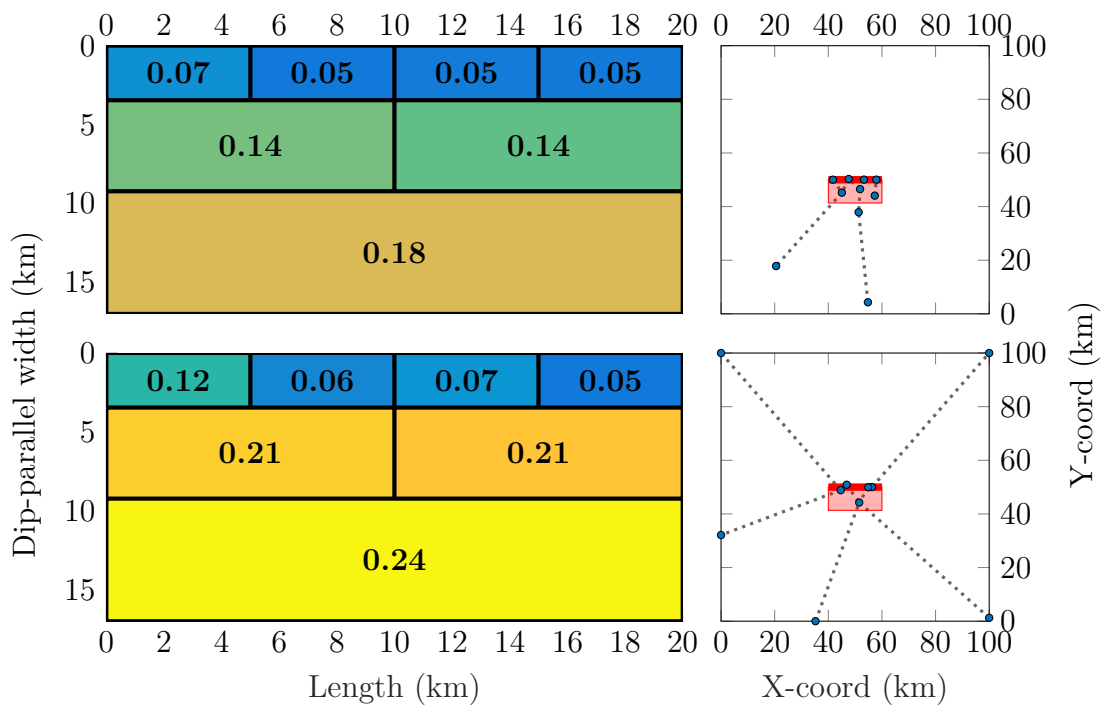 0 2 4 6 8 10 12 14 16 18 20
0 20 40 60 80 100
0 5 10 15
0.07 0.05 0.05 0.05
0.14 0.14
0.18
100 80 60 40 20 0
Dip-parallel width (km)
0 5 10 15
0.12 0.06 0.07 0.05
0.21 0.21
0.24
100 80 60 40 20 0
Y-coord (km)
0 2 4 6 8 10 12 14 16 18 20
0 20 40 60 80 100
Length (km)
X-coord (km)